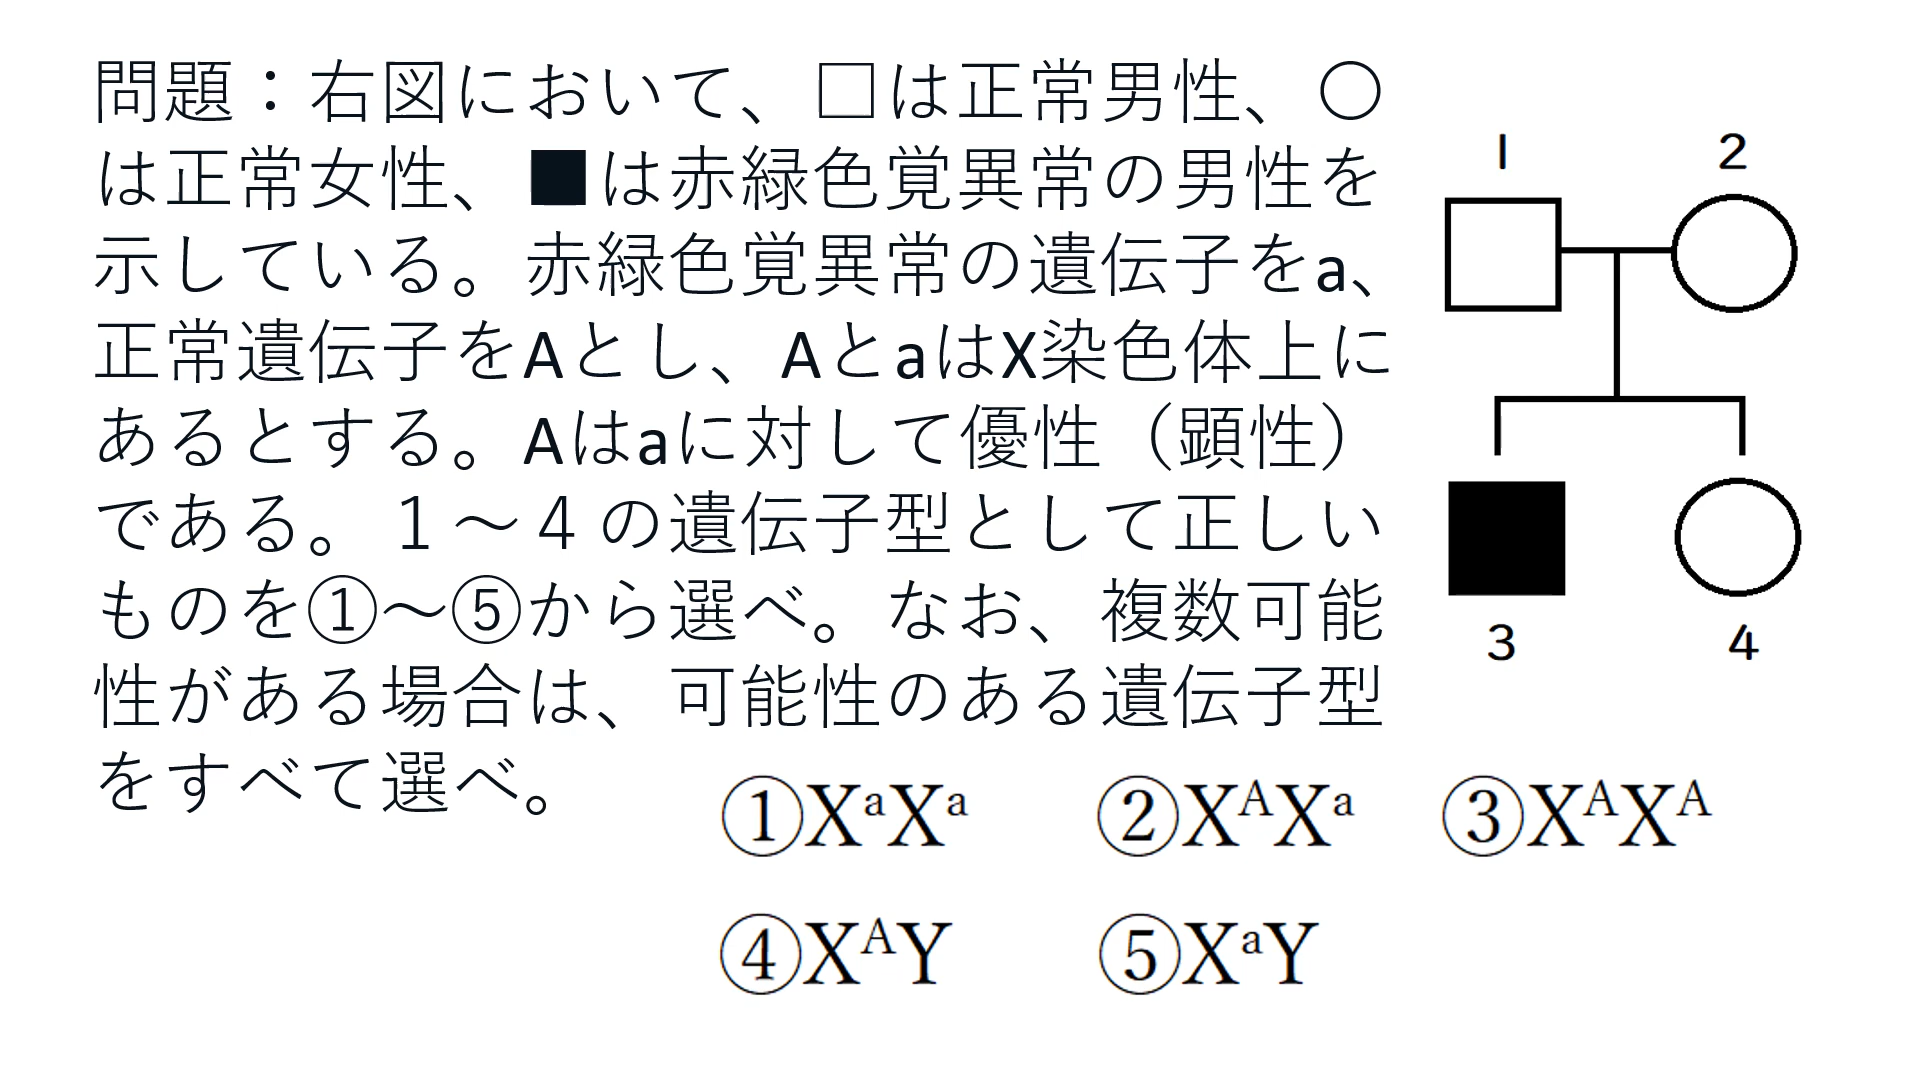 問題：右図において、□は正常男性、○
は正常女性、■は赤緑色覚異常の男性を
示している。赤緑色覚異常の遺伝子をa、
正常遺伝子をAとし、AとaはX染色体上に
あるとする。Aはaに対して優性（顕性）
である。１～４の遺伝子型として正しい
ものを①～⑤から選べ。なお、複数可能
性がある場合は、可能性のある遺伝子型
をすべて選べ。
1 2
3 4
①XᵃXᵃ ②XᴬXᵃ ③XᴬXᴬ
④XᴬY ⑤XᵃY